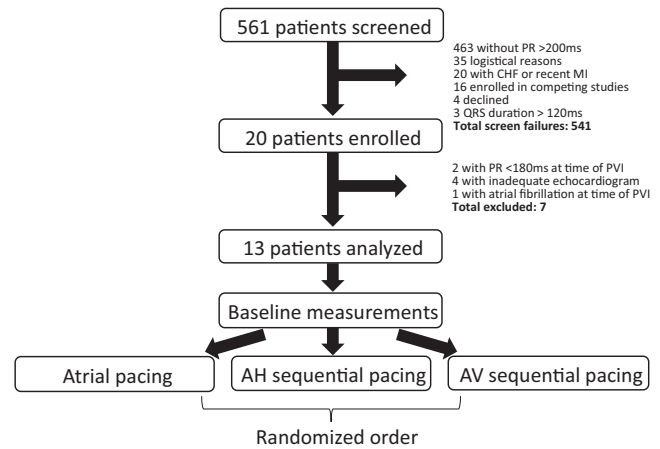 561 patients screened
463 without PR >200ms
35 logistical reasons
20 with CHF or recent MI
16 enrolled in competing studies
4 declined
3 QRS duration > 120ms
Total screen failures: 541
20 patients enrolled
2 with PR <180ms at time of PVI
4 with inadequate echocardiogram
1 with atrial fibrillation at time of PVI
Total excluded: 7
13 patients analyzed
Baseline measurements
Atrial pacing
AH sequential pacing
AV sequential pacing
Randomized order